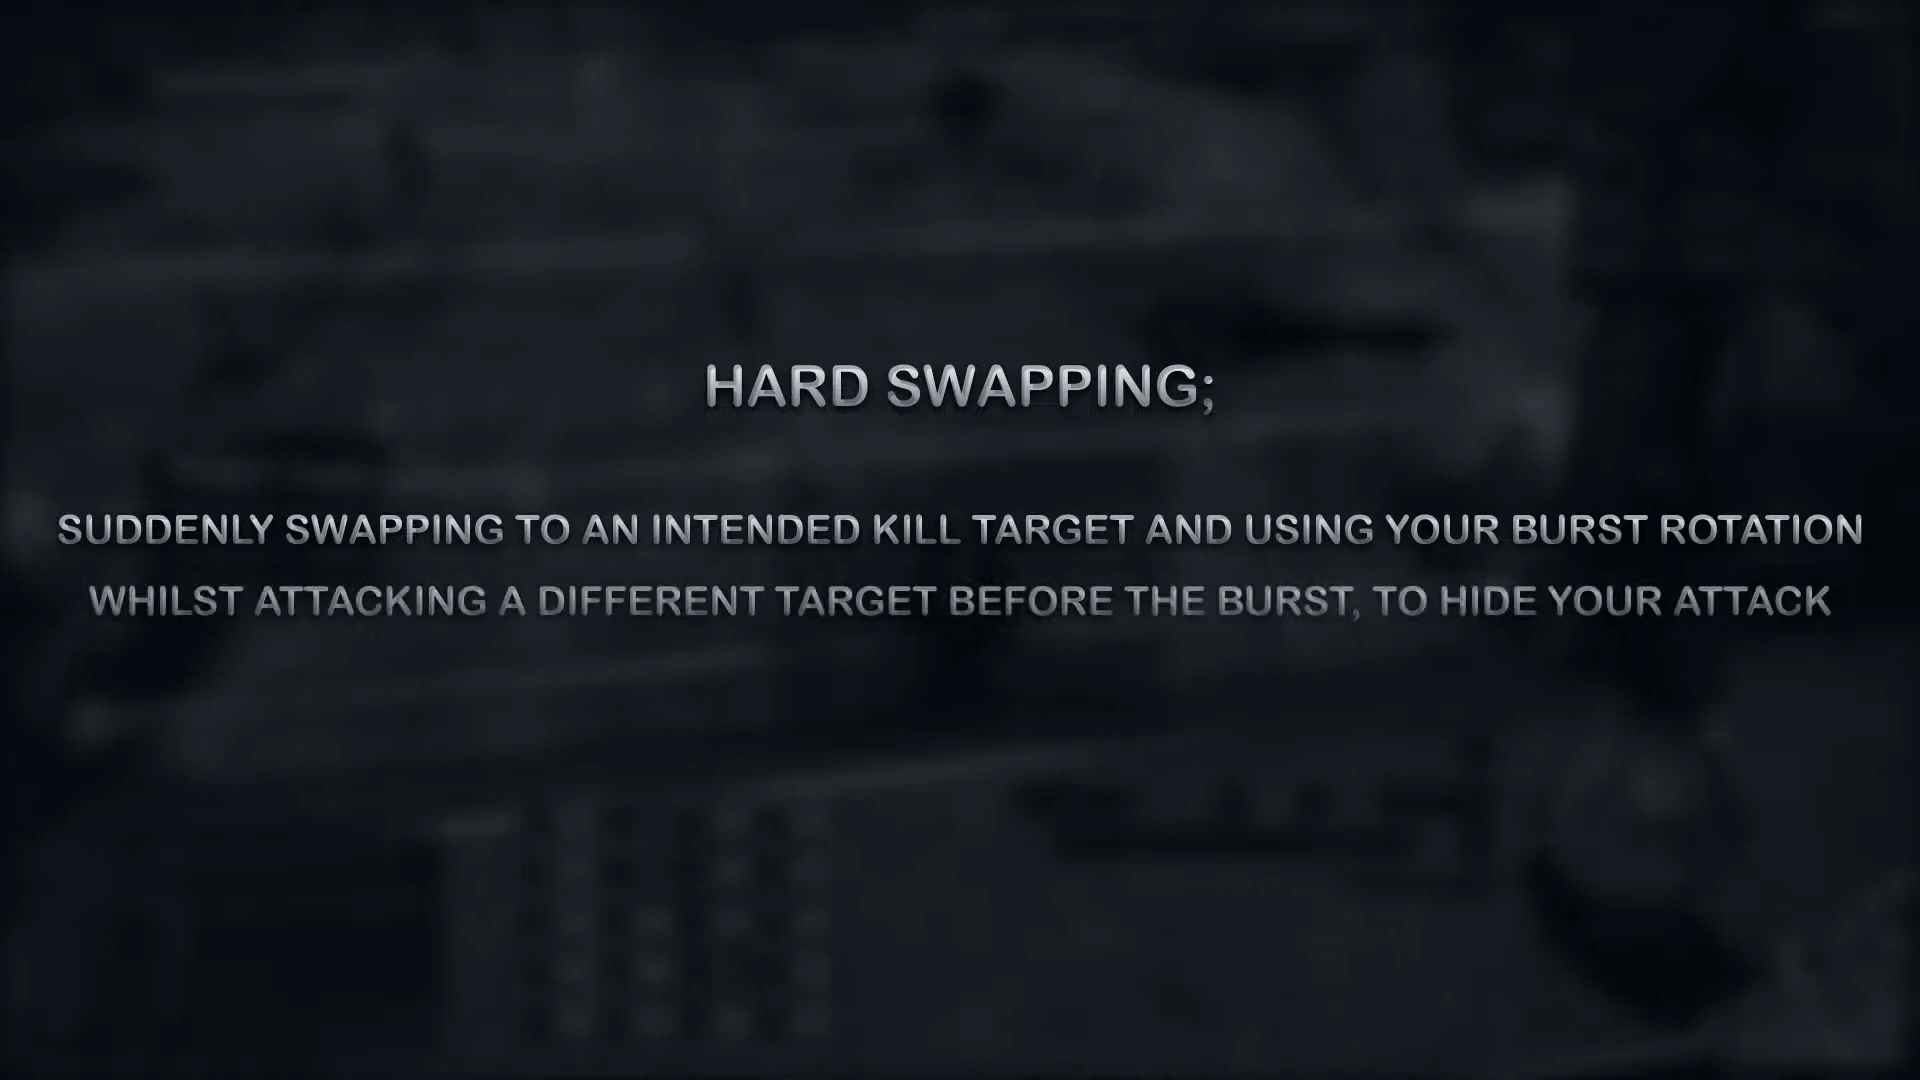 HARD SWAPPING;
SUDDENLY SWAPPING TO AN INTENDED KILL TARGET AND USING YOUR BURST ROTATION
WHILST ATTACKING A DIFFERENT TARGET BEFORE THE BURST, TO HIDE YOUR ATTACK